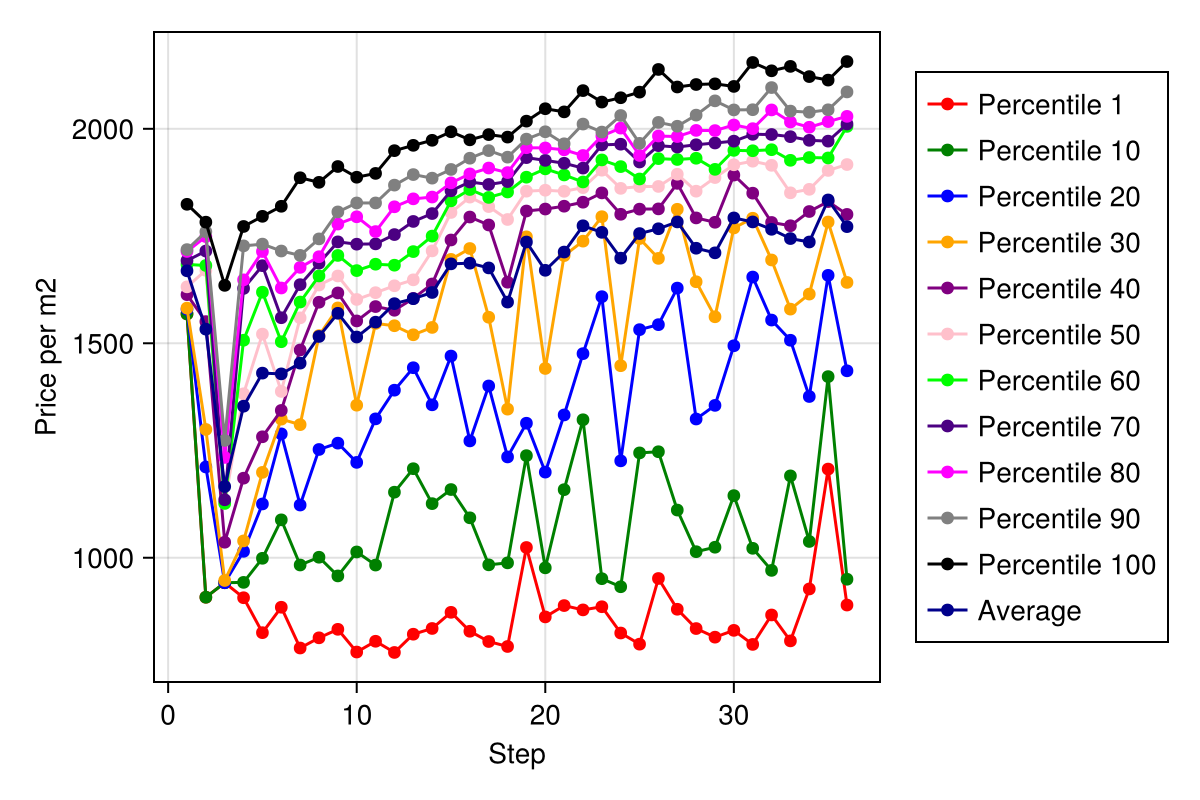 2000
1500
1000
Price per m2
0 10 20 30
Step
Percentile 1
Percentile 10
Percentile 20
Percentile 30
Percentile 40
Percentile 50
Percentile 60
Percentile 70
Percentile 80
Percentile 90
Percentile 100
Average